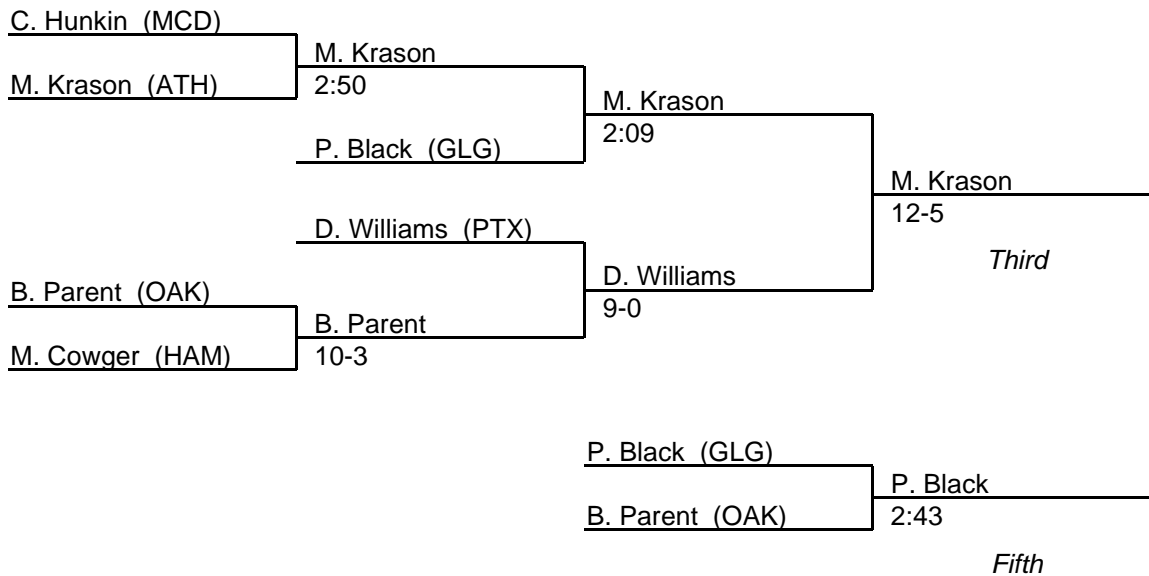 C. Hunkin (MCD)
M. Krason (ATH)
M. Krason
2:50
P. Black (GLG)
M. Krason
2:09
D. Williams (PTX)
B. Parent (OAK)
M. Cowger (HAM)
B. Parent
10-3
D. Williams
9-0
M. Krason
12-5
Third
P. Black (GLG)
B. Parent (OAK)
P. Black
2:43
Fifth